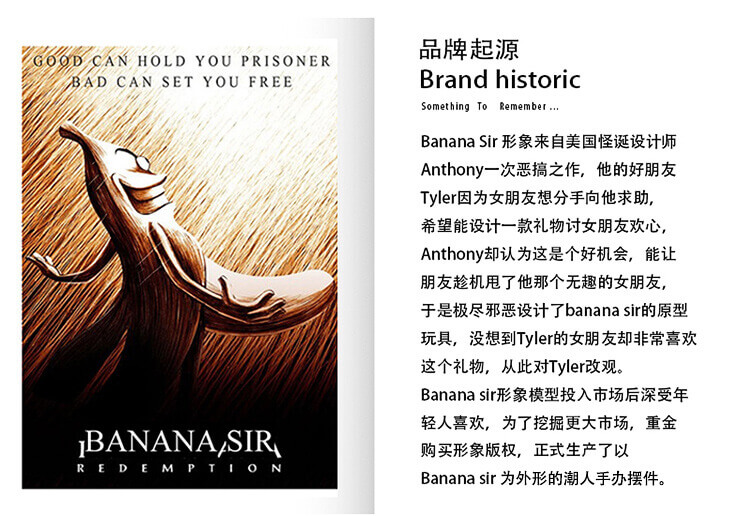 GOOD CAN HOLD YOU PRISONER
BAD CAN SET YOU FREE
BANANA SIR
REDEMPTION
品牌起源
Brand historic
Something To Remember ...
Banana Sir 形象来自美国怪诞设计师
Anthony一次恶搞之作，他的好朋友
Tyler因为女朋友想分手向他求助，
希望能设计一款礼物讨女朋友欢心，
Anthony却认为这是个好机会，能让
朋友趁机甩了他那个无趣的女朋友，
于是极尽邪恶设计了banana sir的原型
玩具，没想到Tyler的女朋友却非常喜欢
这个礼物，从此对Tyler改观。
Banana sir形象模型投入市场后深受年
轻人喜欢，为了挖掘更大市场，重金
购买形象版权，正式生产了以
Banana sir 为外形的潮人手办摆件。